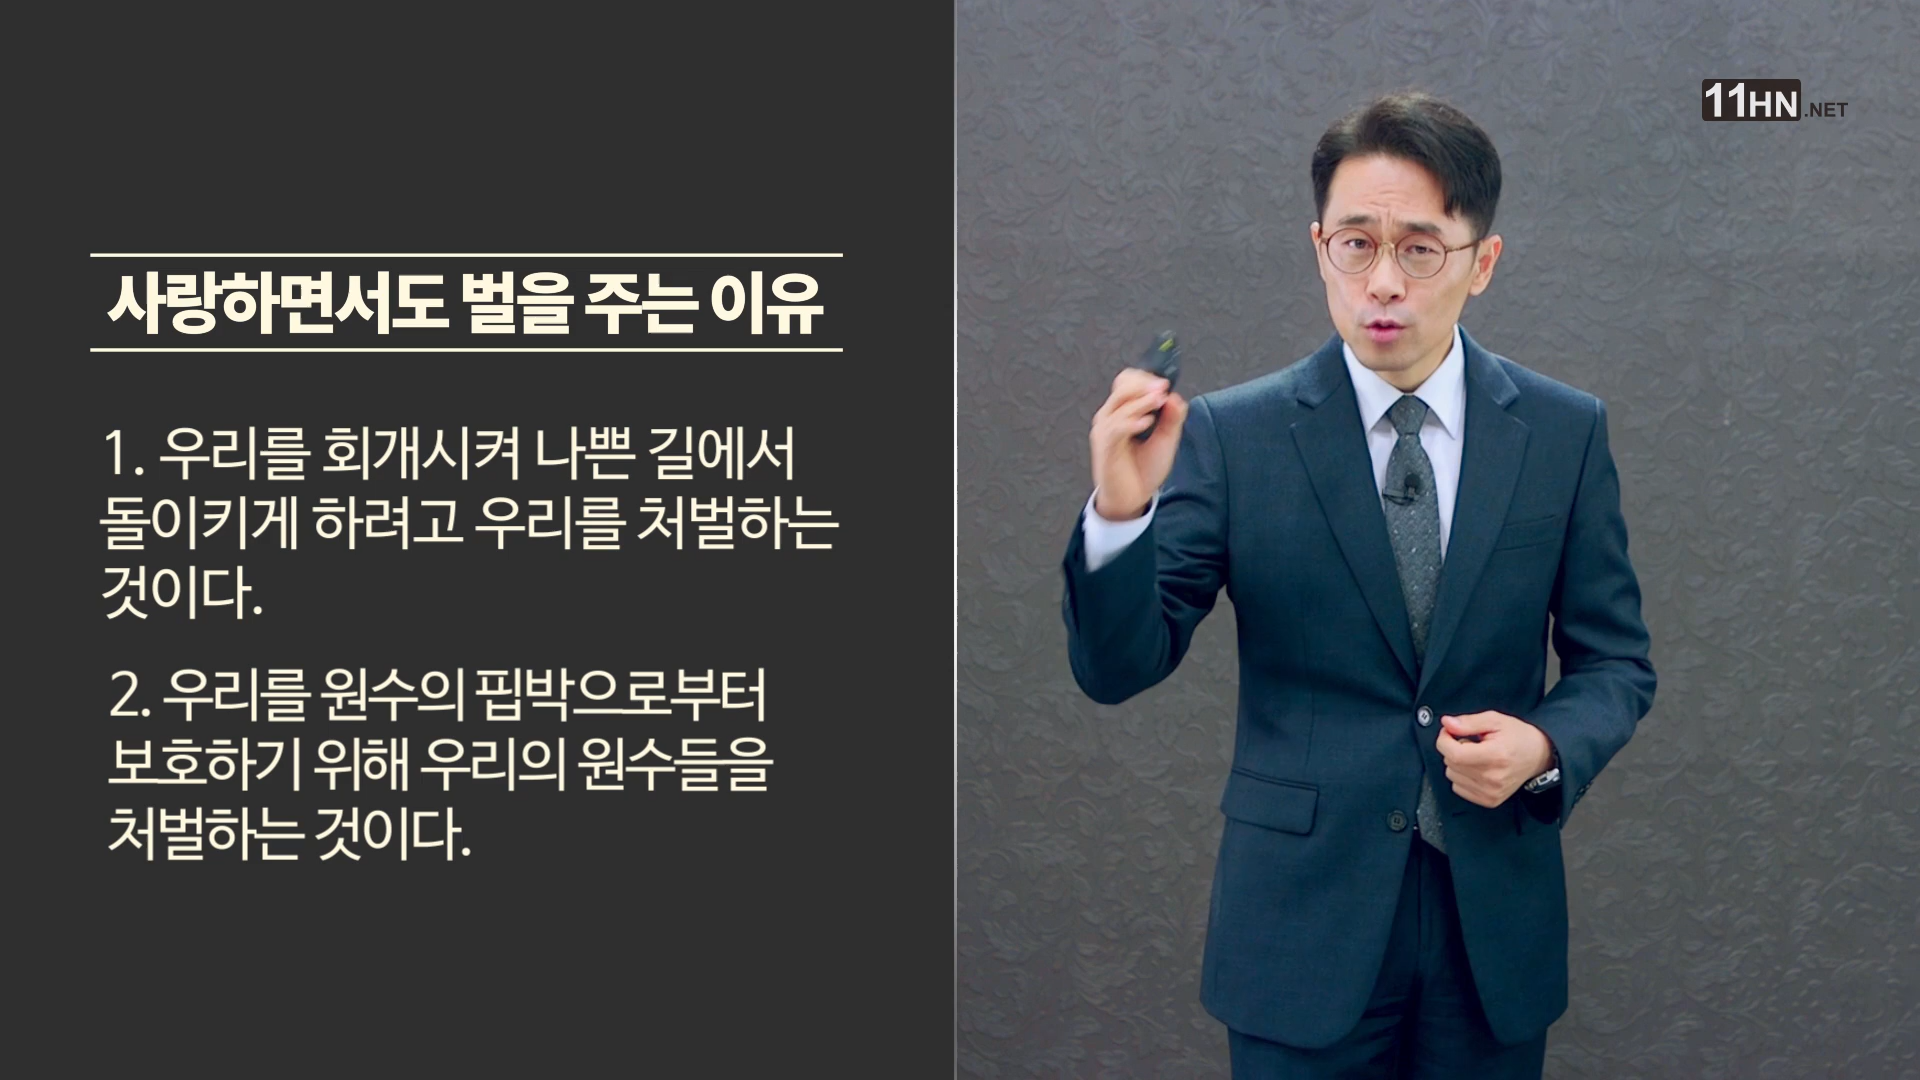 11HN.NET
사랑하면서도 벌을 주는 이유
1. 우리를 회개시켜 나쁜 길에서
돌이키게 하려고 우리를 처벌하는
것이다.
2. 우리를 원수의 핍박으로부터
보호하기 위해 우리의 원수들을
처벌하는 것이다.